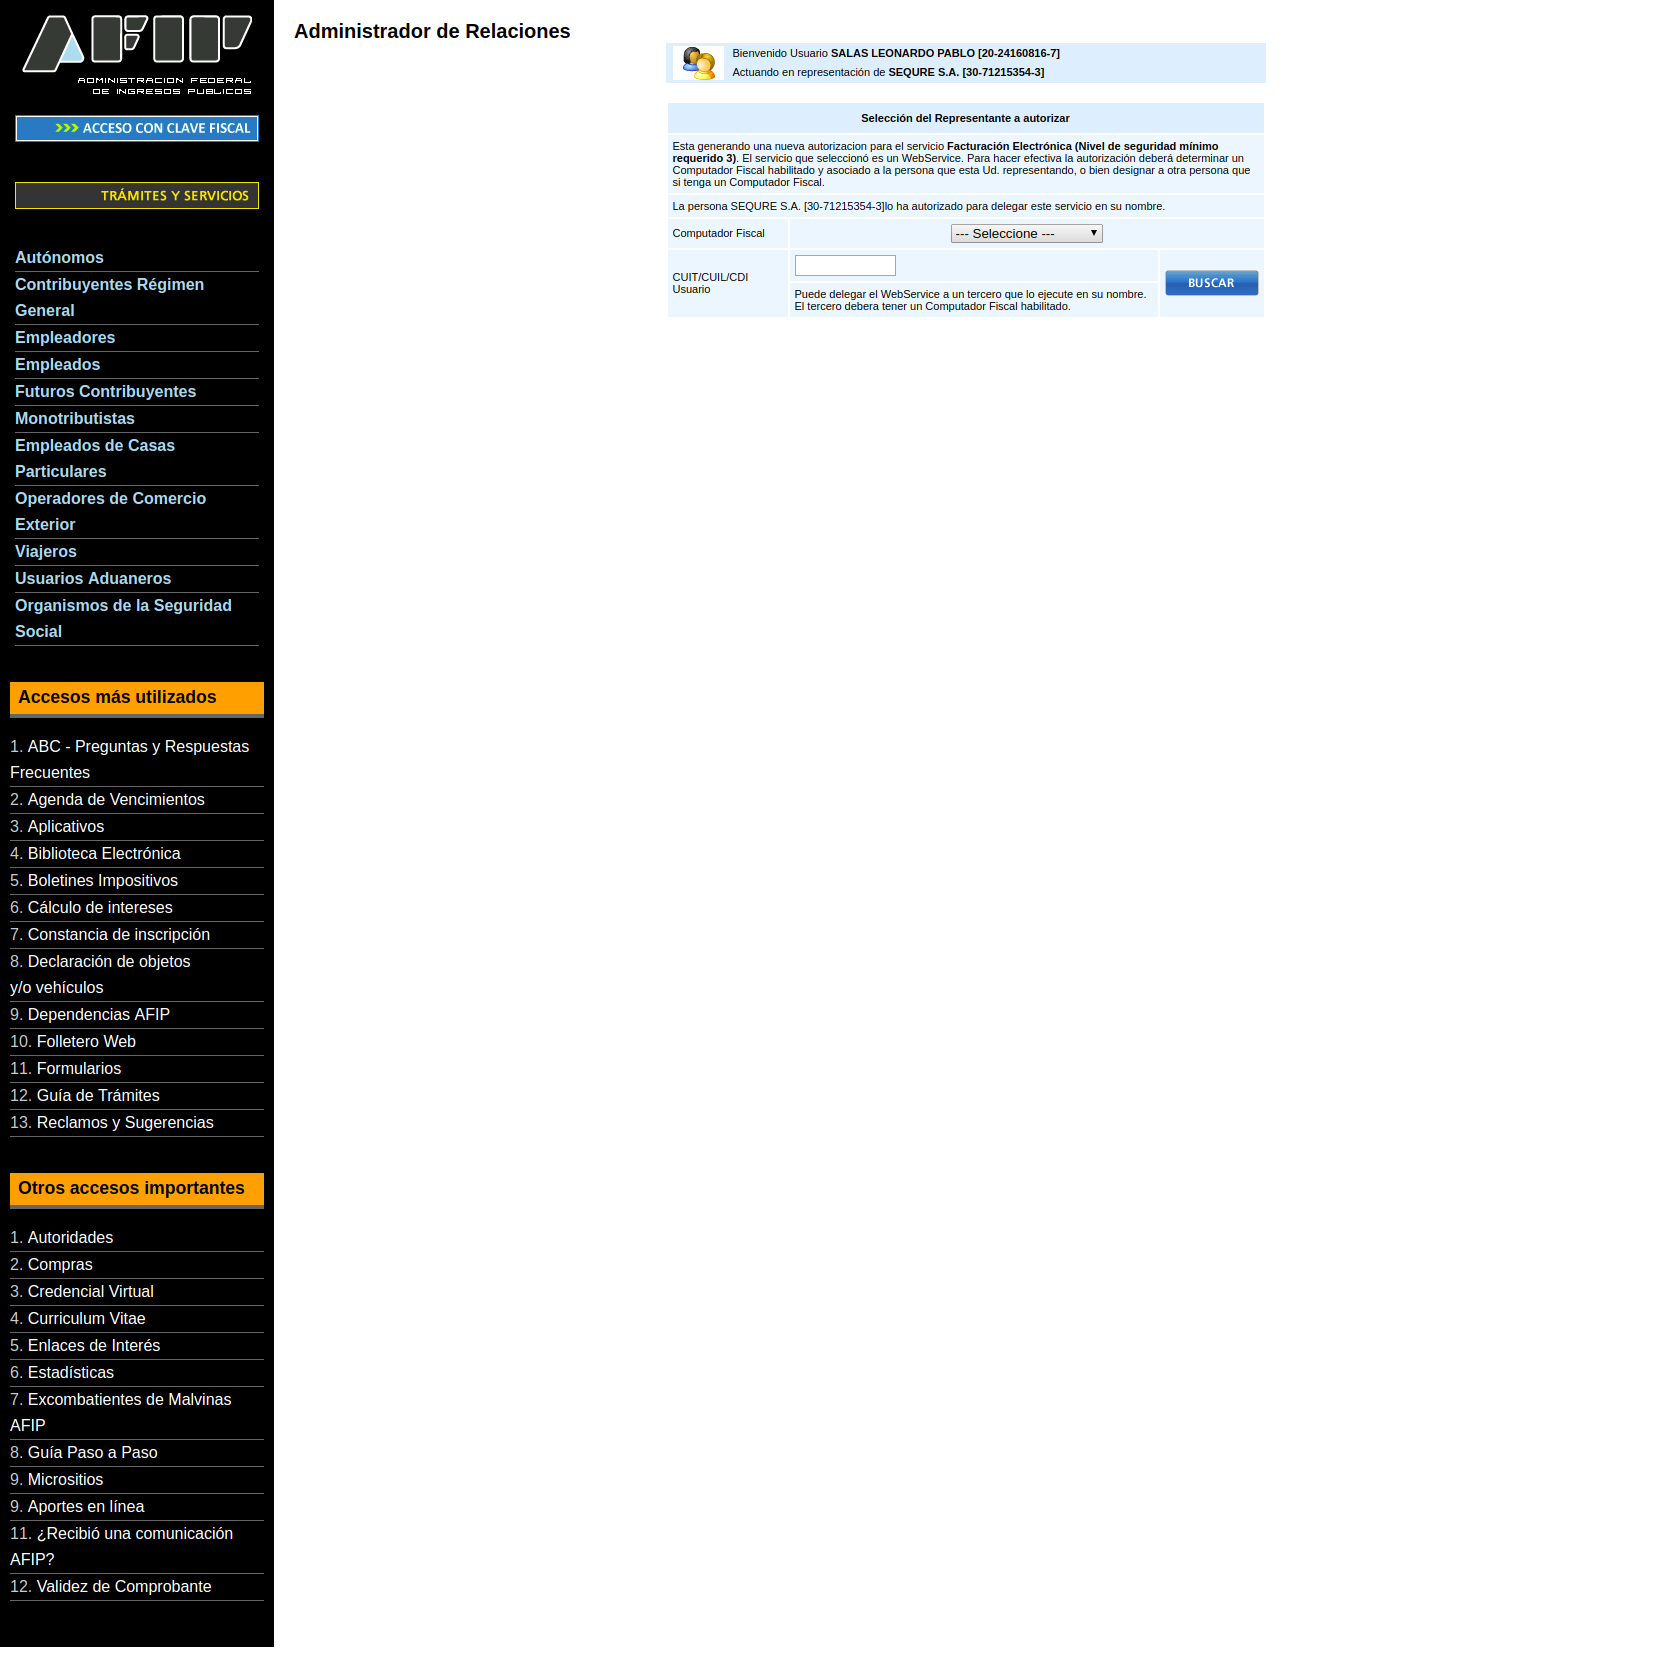 AFIP
ADMINISTRACION FEDERAL
DE INGRESOS PUBLICOS
>>> ACCESO CON CLAVE FISCAL
TRÁMITES Y SERVICIOS
Autónomos
Contribuyentes Régimen
General
Empleadores
Empleados
Futuros Contribuyentes
Monotributistas
Empleados de Casas
Particulares
Operadores de Comercio
Exterior
Viajeros
Usuarios Aduaneros
Organismos de la Seguridad
Social
Accesos más utilizados
1. ABC - Preguntas y Respuestas
Frecuentes
2. Agenda de Vencimientos
3. Aplicativos
4. Biblioteca Electrónica
5. Boletines Impositivos
6. Cálculo de intereses
7. Constancia de inscripción
8. Declaración de objetos
y/o vehículos
9. Dependencias AFIP
10. Folletero Web
11. Formularios
12. Guía de Trámites
13. Reclamos y Sugerencias
Otros accesos importantes
1. Autoridades
2. Compras
3. Credencial Virtual
4. Curriculum Vitae
5. Enlaces de Interés
6. Estadísticas
7. Excombatientes de Malvinas
AFIP
8. Guía Paso a Paso
9. Micrositios
9. Aportes en línea
11. ¿Recibió una comunicación
AFIP?
12. Validez de Comprobante
Administrador de Relaciones
Bienvenido Usuario SALAS LEONARDO PABLO [20-24160816-7]
Actuando en representación de SEQURE S.A. [30-71215354-3]
Selección del Representante a autorizar
Esta generando una nueva autorizacion para el servicio Facturación Electrónica (Nivel de seguridad mínimo
requerido 3). El servicio que seleccionó es un WebService. Para hacer efectiva la autorización deberá determinar un
Computador Fiscal habilitado y asociado a la persona que esta Ud. representando, o bien designar a otra persona que
si tenga un Computador Fiscal.
La persona SEQURE S.A. [30-71215354-3]lo ha autorizado para delegar este servicio en su nombre.
Computador Fiscal
--- Seleccione ---
CUIT/CUIL/CDI
Usuario
Puede delegar el WebService a un tercero que lo ejecute en su nombre.
El tercero debera tener un Computador Fiscal habilitado.
BUSCAR